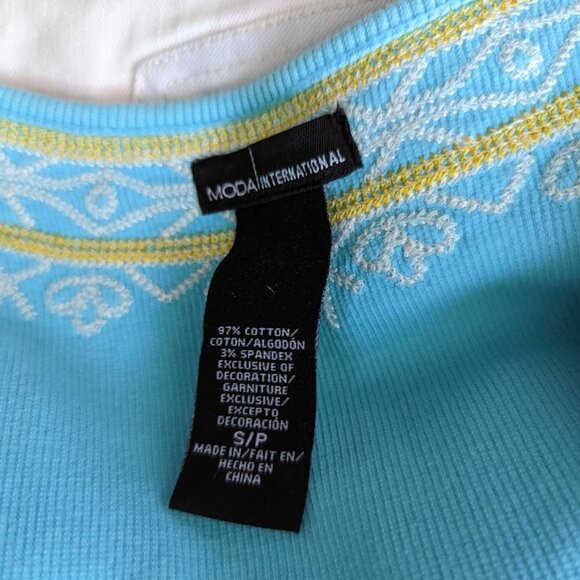 MODA INTERNATIONAL
97% COTTON/
COTON/ALGODÓN
3% SPANDEX
EXCLUSIVE OF
DECORATION/
GARNITURE
EXCLUSIVE/
EXCEPTO
DECORACIÓN
S/P
MADE IN/FAIT EN/
HECHO EN
CHINA